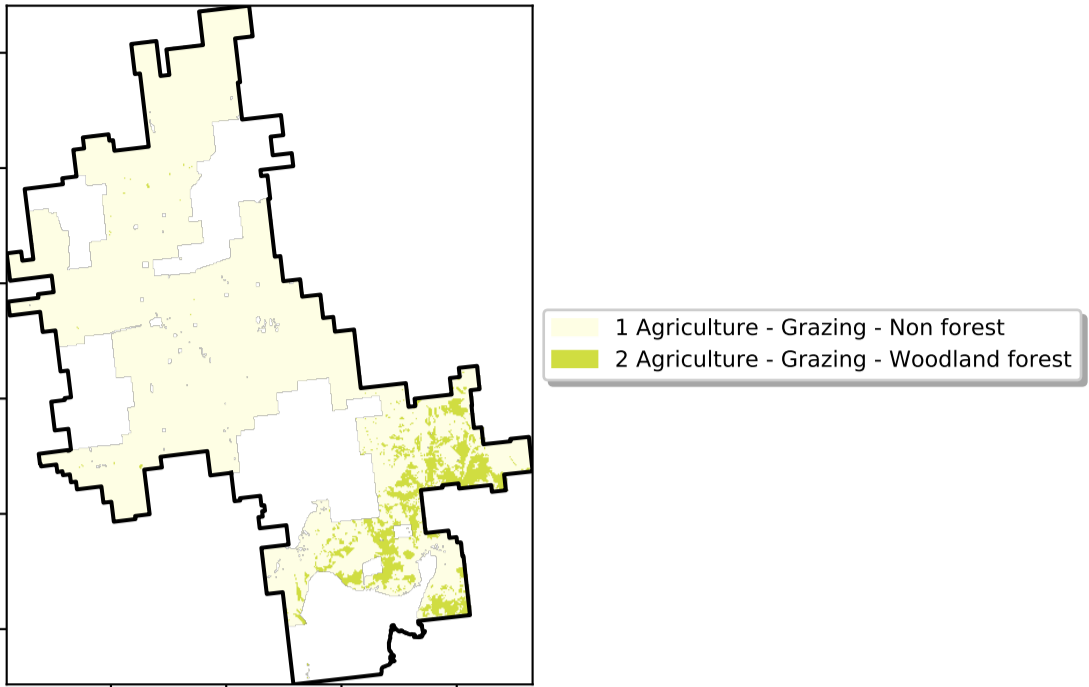 1 Agriculture - Grazing - Non forest
2 Agriculture - Grazing - Woodland forest